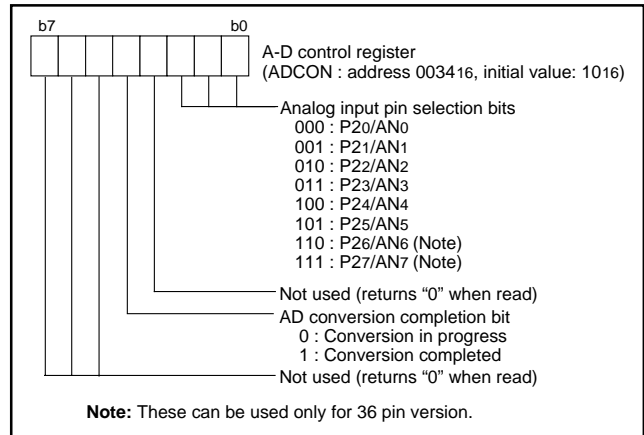 b7 b0
A-D control register
(ADCON : address 003416, initial value: 1016)
Analog input pin selection bits
000 : P20/AN0
001 : P21/AN1
010 : P22/AN2
011 : P23/AN3
100 : P24/AN4
101 : P25/AN5
110 : P26/AN6 (Note)
111 : P27/AN7 (Note)
Not used (returns “0” when read)
AD conversion completion bit
0 : Conversion in progress
1 : Conversion completed
Not used (returns “0” when read)
Note: These can be used only for 36 pin version.